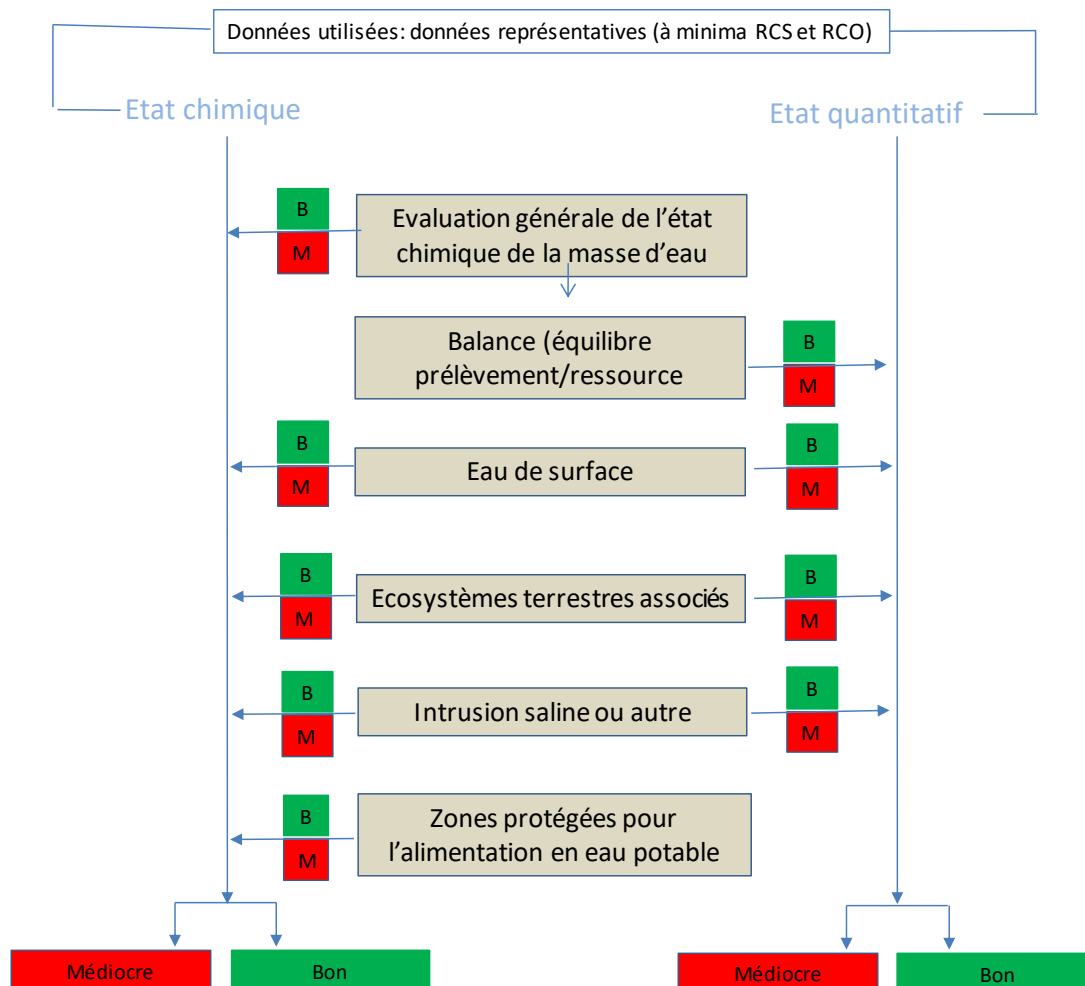 Données utilisées: données représentatives (à minima RCS et RCO)
Etat chimique
Etat quantitatif
B
M
Evaluation générale de l'état
chimique de la masse d'eau
Balance (équilibre
prélèvement/ressource
B
M
B
M
Eau de surface
B
M
B
M
Ecosystèmes terrestres associés
B
M
B
M
Intrusion saline ou autre
B
M
B
M
Zones protégées pour
l'alimentation en eau potable
Médiocre
Bon
Médiocre
Bon